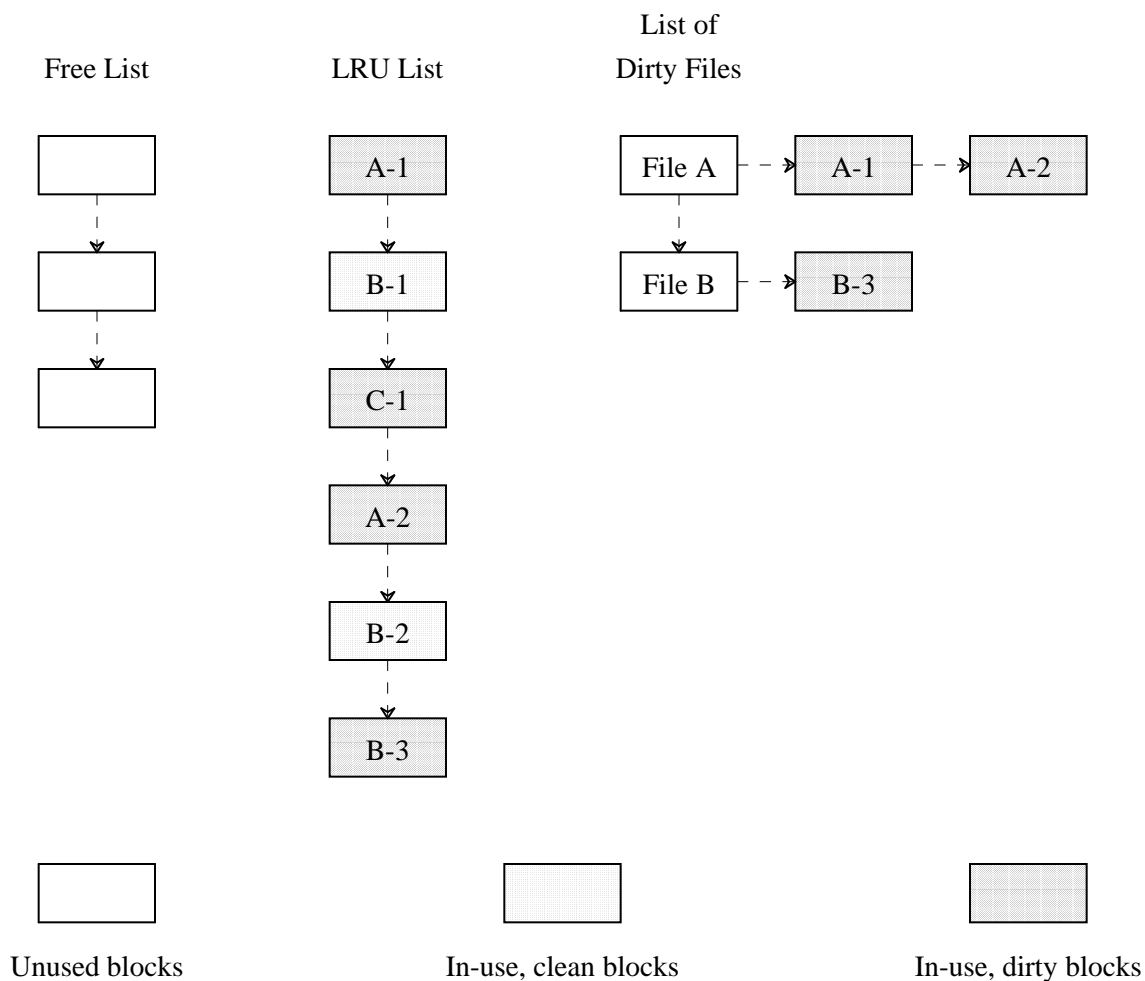 List of
Free List LRU List Dirty Files
A-1 File A A-1 A-2
B-1 File B B-3
C-1
A-2
B-2
B-3
Unused blocks In-use, clean blocks In-use, dirty blocks